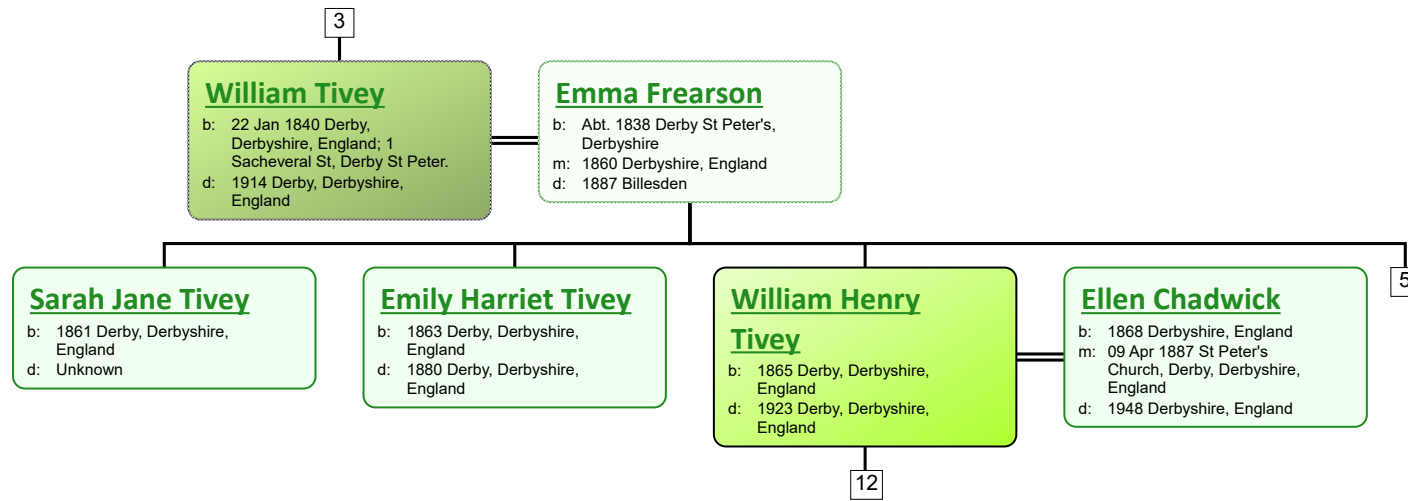 3
William Tivey
b: 22 Jan 1840 Derby,
Derbyshire, England; 1
Sacheveral St, Derby St Peter.
d: 1914 Derby, Derbyshire,
England
Emma Frearson
b: Abt. 1838 Derby St Peter's,
Derbyshire
m: 1860 Derbyshire, England
d: 1887 Billesden
Sarah Jane Tivey
b: 1861 Derby, Derbyshire,
England
d: Unknown
Emily Harriet Tivey
b: 1863 Derby, Derbyshire,
England
d: 1880 Derby, Derbyshire,
England
William Henry
Tivey
b: 1865 Derby, Derbyshire,
England
d: 1923 Derby, Derbyshire,
England
Ellen Chadwick
b: 1868 Derbyshire, England
m: 09 Apr 1887 St Peter's
Church, Derby, Derbyshire,
England
d: 1948 Derbyshire, England
5
12